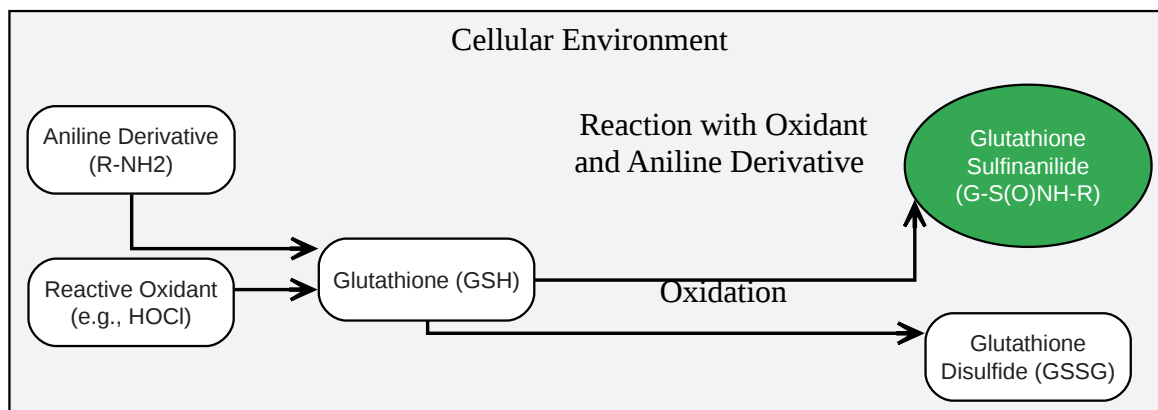 Cellular Environment
Aniline Derivative
(R-NH2)
Reaction with Oxidant
and Aniline Derivative
Glutathione
Sulfinanilide
(G-S(O)NH-R)
Reactive Oxidant
(e.g., HOCl)
Glutathione (GSH)
Oxidation
Glutathione
Disulfide (GSSG)